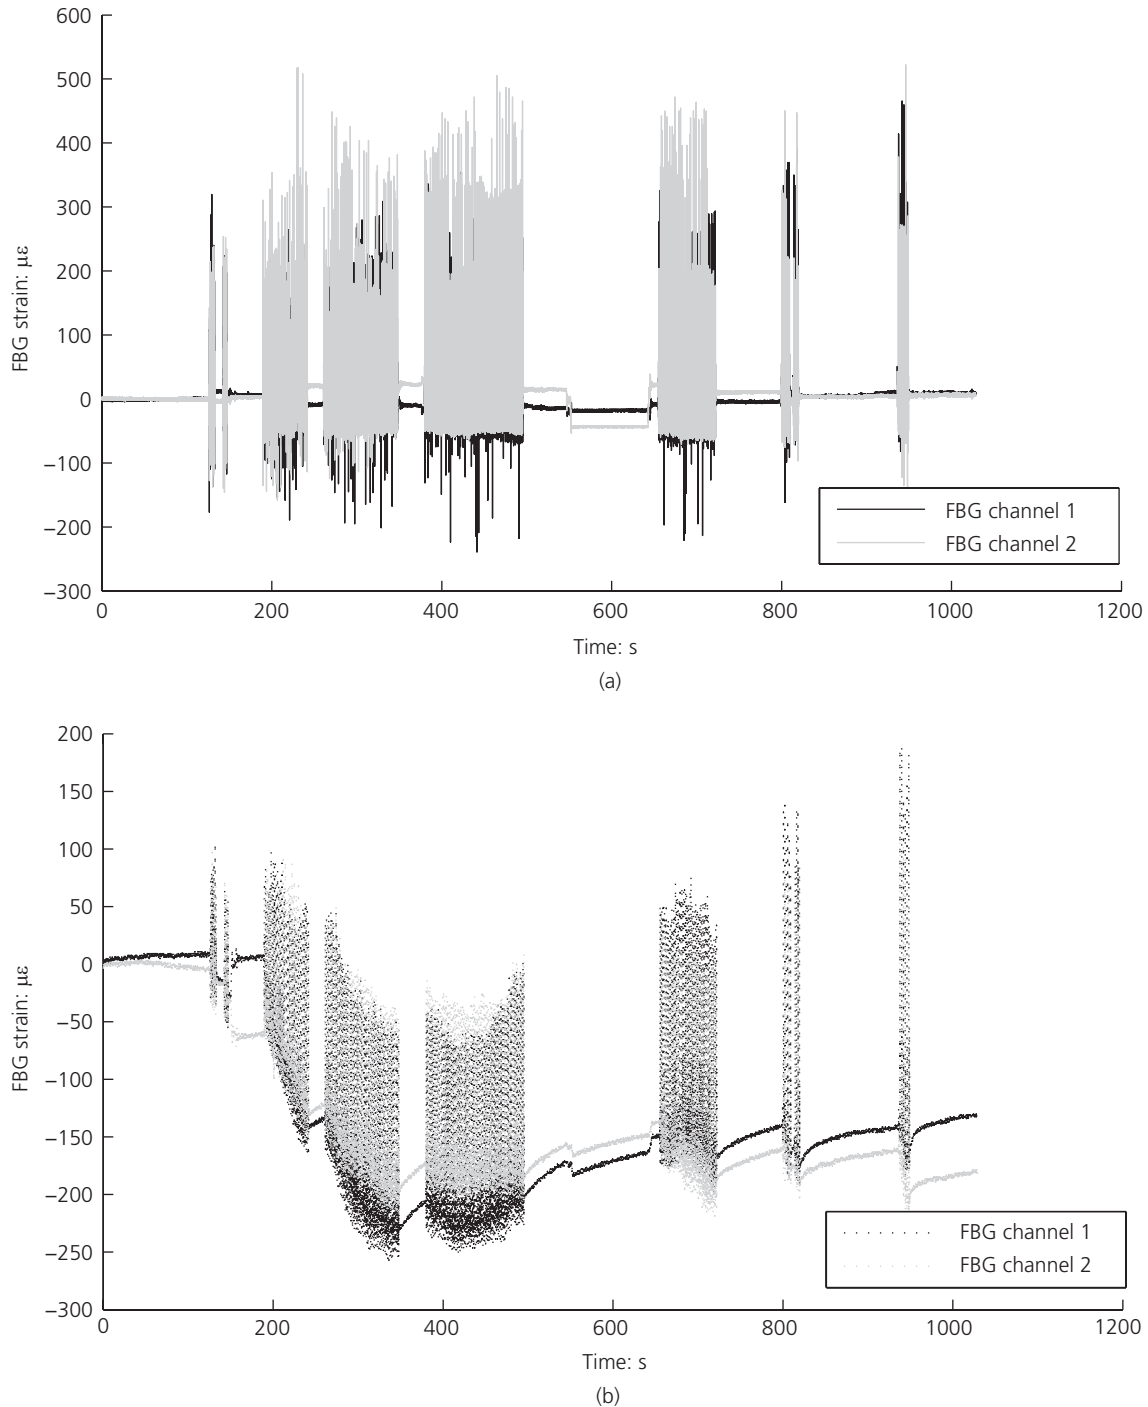 600
500
400
300
200
100
0
–100
–200
–300
FBG strain: με
0 200 400 600 800 1000 1200
Time: s
FBG channel 1
FBG channel 2
(a)
200
150
100
50
0
–50
–100
–150
–200
–250
–300
FBG strain: με
0 200 400 600 800 1000 1200
Time: s
FBG channel 1
FBG channel 2
(b)